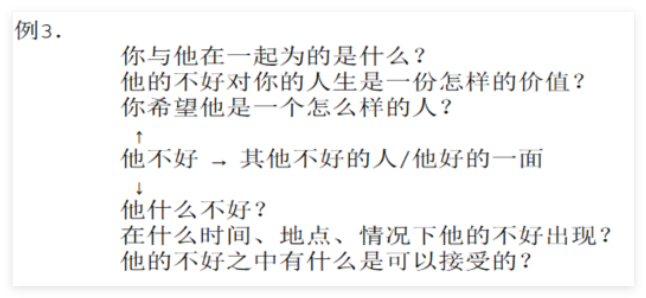 例3.
你与他在一起为的是什么?
他的不好对你的人生是一份怎样的价值?
你希望他是一个怎么样的人?
↑
他不好 → 其他不好的人/他好的一面
↓
他什么不好?
在什么时间、地点、情况下他的不好出现?
他的不好之中有什么是可以接受的?